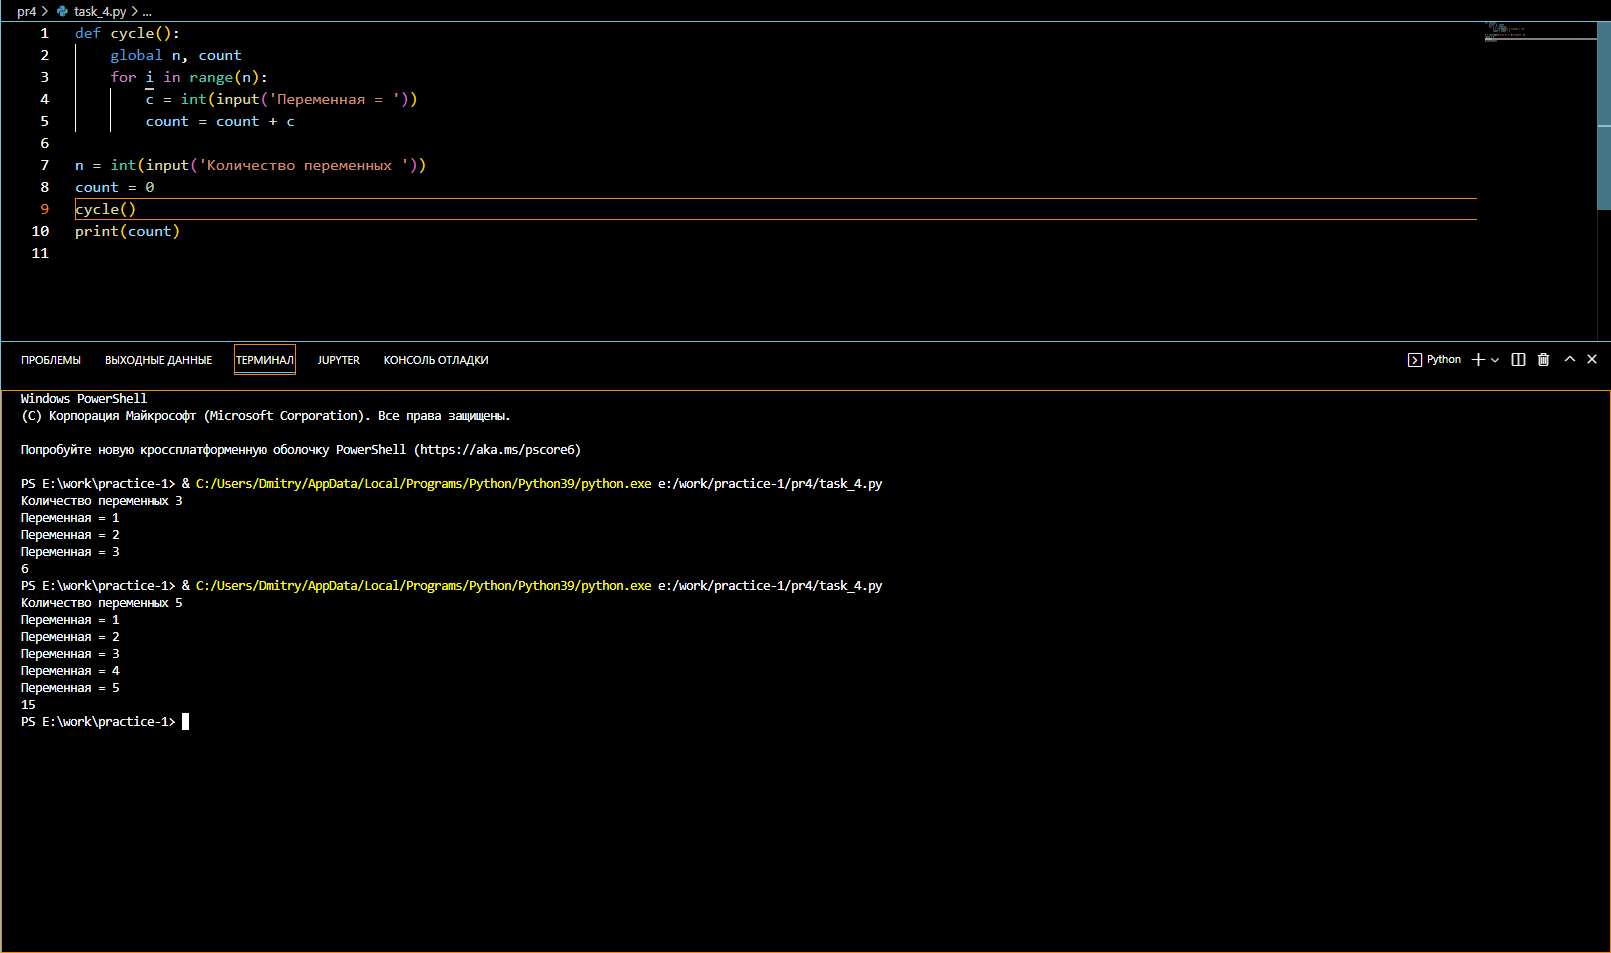 pr4 > task_4.py > ...
1 def cycle():
2     global n, count
3     for i in range(n):
4         c = int(input('Переменная = '))
5         count = count + c
6
7 n = int(input('Количество переменных '))
8 count = 0
9 cycle()
10 print(count)
11
ПРОБЛЕМЫ ВЫХОДНЫЕ ДАННЫЕ ТЕРМИНАЛ JUPYTER КОНСОЛЬ ОТЛАДКИ Python
Windows PowerShell
(C) Корпорация Майкрософт (Microsoft Corporation). Все права защищены.
Попробуйте новую кроссплатформенную оболочку PowerShell (https://aka.ms/pscore6)
PS E:\work\practice-1> & C:/Users/Dmitry/AppData/Local/Programs/Python/Python39/python.exe e:/work/practice-1/pr4/task_4.py
Количество переменных 3
Переменная = 1
Переменная = 2
Переменная = 3
6
PS E:\work\practice-1> & C:/Users/Dmitry/AppData/Local/Programs/Python/Python39/python.exe e:/work/practice-1/pr4/task_4.py
Количество переменных 5
Переменная = 1
Переменная = 2
Переменная = 3
Переменная = 4
Переменная = 5
15
PS E:\work\practice-1>